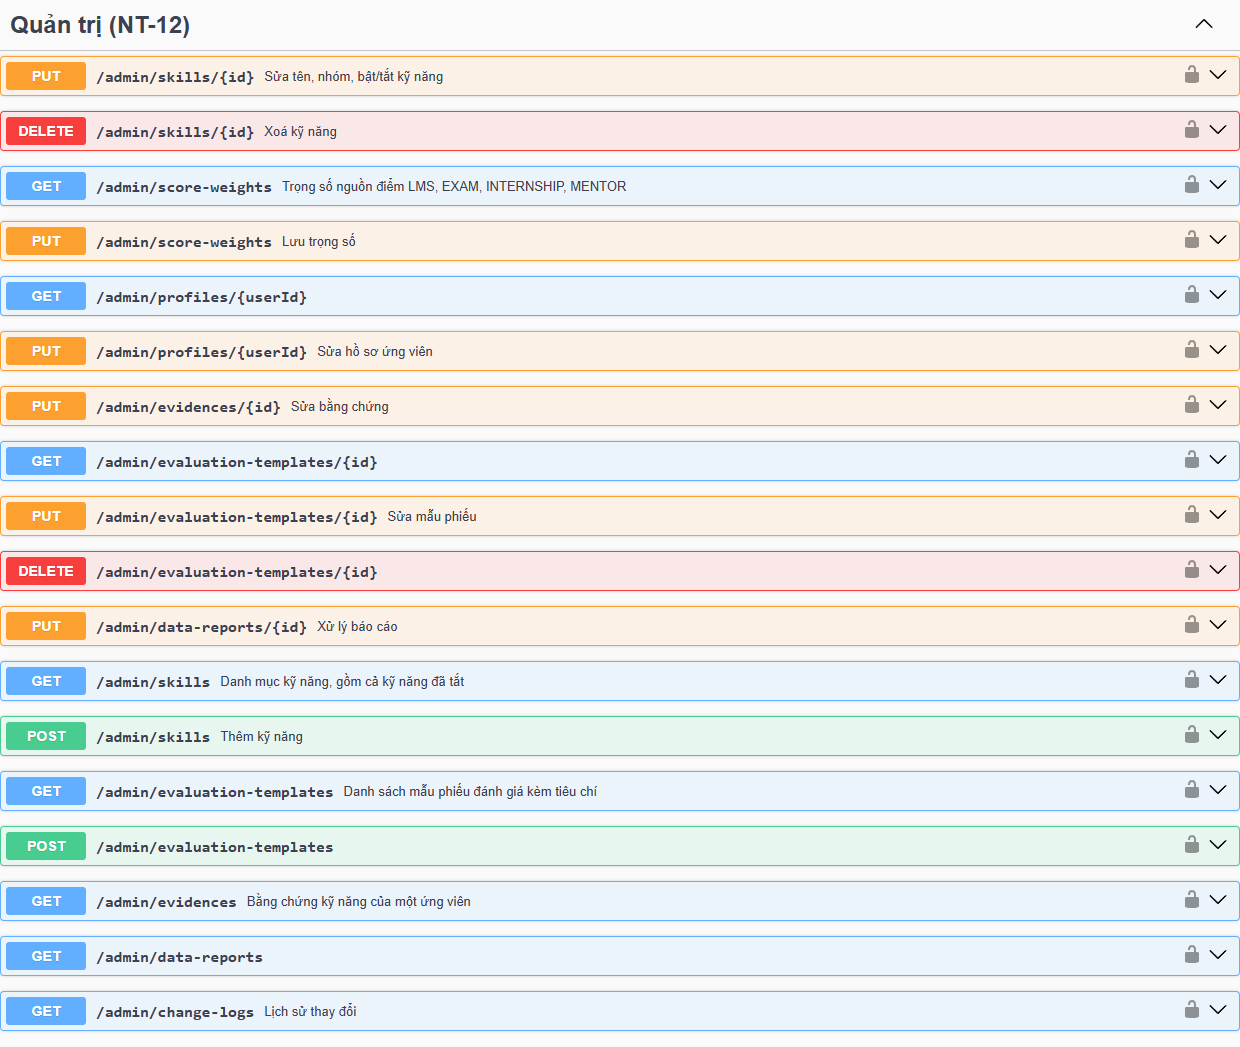 Quản trị (NT-12)
PUT /admin/skills/{id} Sửa tên, nhóm, bật/tắt kỹ năng
DELETE /admin/skills/{id} Xoá kỹ năng
GET /admin/score-weights Trọng số nguồn điểm LMS, EXAM, INTERNSHIP, MENTOR
PUT /admin/score-weights Lưu trọng số
GET /admin/profiles/{userId}
PUT /admin/profiles/{userId} Sửa hồ sơ ứng viên
PUT /admin/evidences/{id} Sửa bằng chứng
GET /admin/evaluation-templates/{id}
PUT /admin/evaluation-templates/{id} Sửa mẫu phiếu
DELETE /admin/evaluation-templates/{id}
PUT /admin/data-reports/{id} Xử lý báo cáo
GET /admin/skills Danh mục kỹ năng, gồm cả kỹ năng đã tắt
POST /admin/skills Thêm kỹ năng
GET /admin/evaluation-templates Danh sách mẫu phiếu đánh giá kèm tiêu chí
POST /admin/evaluation-templates
GET /admin/evidences Bằng chứng kỹ năng của một ứng viên
GET /admin/data-reports
GET /admin/change-logs Lịch sử thay đổi